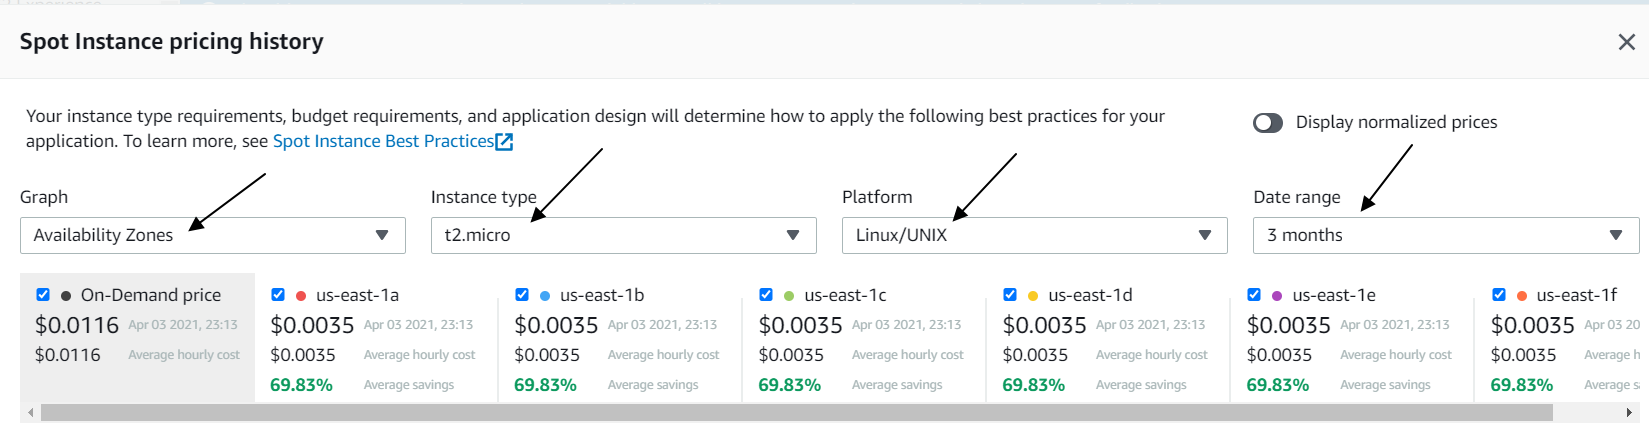 Spot Instance pricing history
Your instance type requirements, budget requirements, and application design will determine how to apply the following best practices for your
application. To learn more, see Spot Instance Best Practices
Display normalized prices
Graph
Instance type
Platform
Date range
Availability Zones
t2.micro
Linux/UNIX
3 months
On-Demand price
$0.0116 Apr 03 2021, 23:13
$0.0116 Average hourly cost
us-east-1a
$0.0035 Apr 03 2021, 23:13
$0.0035 Average hourly cost
69.83% Average savings
us-east-1b
$0.0035 Apr 03 2021, 23:13
$0.0035 Average hourly cost
69.83% Average savings
us-east-1c
$0.0035 Apr 03 2021, 23:13
$0.0035 Average hourly cost
69.83% Average savings
us-east-1d
$0.0035 Apr 03 2021, 23:13
$0.0035 Average hourly cost
69.83% Average savings
us-east-1e
$0.0035 Apr 03 2021, 23:13
$0.0035 Average hourly cost
69.83% Average savings
us-east-1f
$0.0035 Apr 03 20
$0.0035 Average h
69.83% Average sa